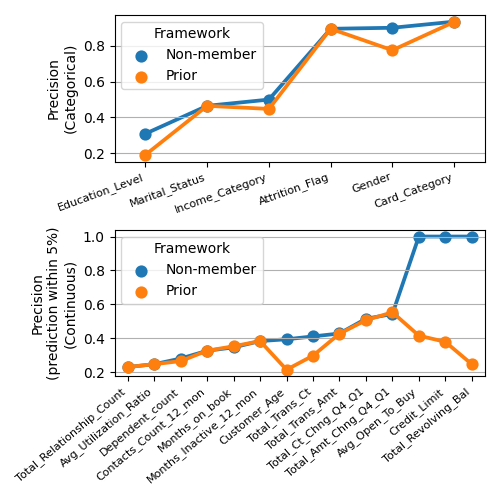 Precision
(Categorical)
0.8
0.6
0.4
0.2
Framework
Non-member
Prior
Education_Level
Marital_Status
Income_Category
Attrition_Flag
Gender
Card_Category
Precision
(prediction within 5%)
(Continuous)
1.0
0.8
0.6
0.4
0.2
Framework
Non-member
Prior
Total_Relationship_Count
Avg_Utilization_Ratio
Dependent_count
Contacts_Count_12_mon
Months_on_book
Months_Inactive_12_mon
Customer_Age
Total_Trans_Ct
Total_Trans_Amt
Total_Ct_Chng_Q4_Q1
Total_Amt_Chng_Q4_Q1
Avg_Open_To_Buy
Credit_Limit
Total_Revolving_Bal